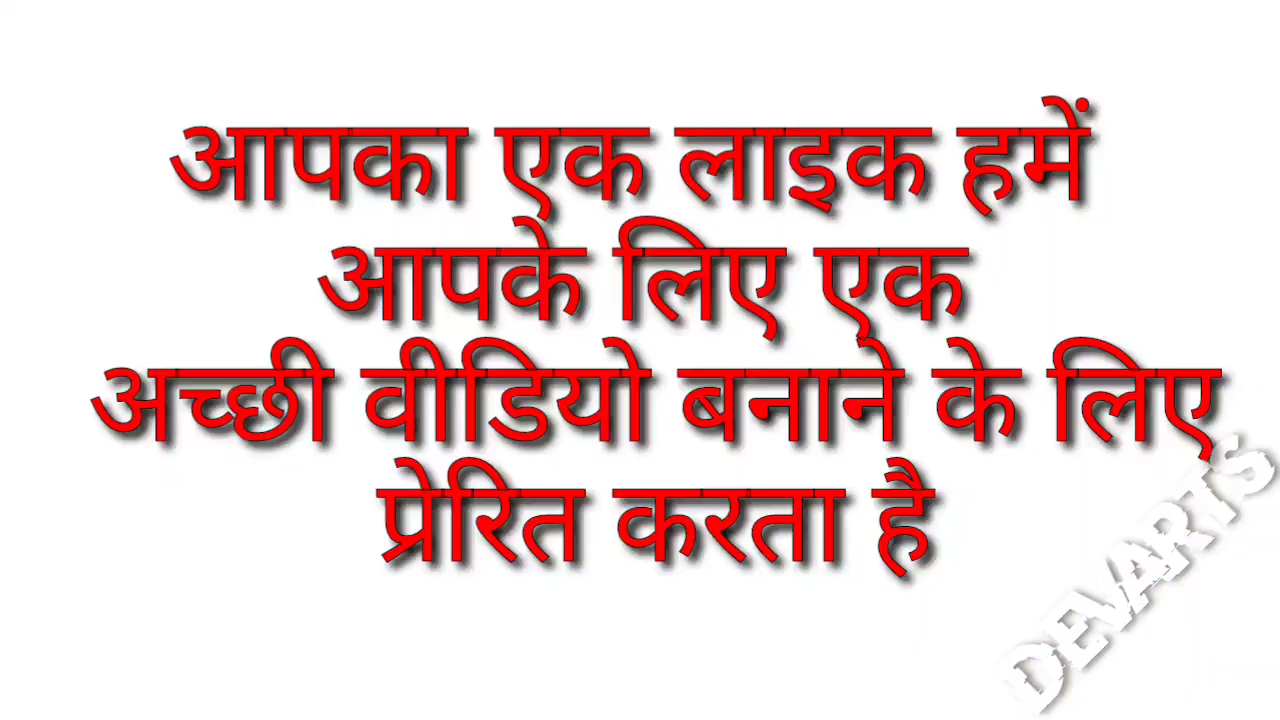 आपका एक लाइक हमें
आपके लिए एक
अच्छी वीडियो बनाने के लिए
प्रेरित करता है
DEVARTS